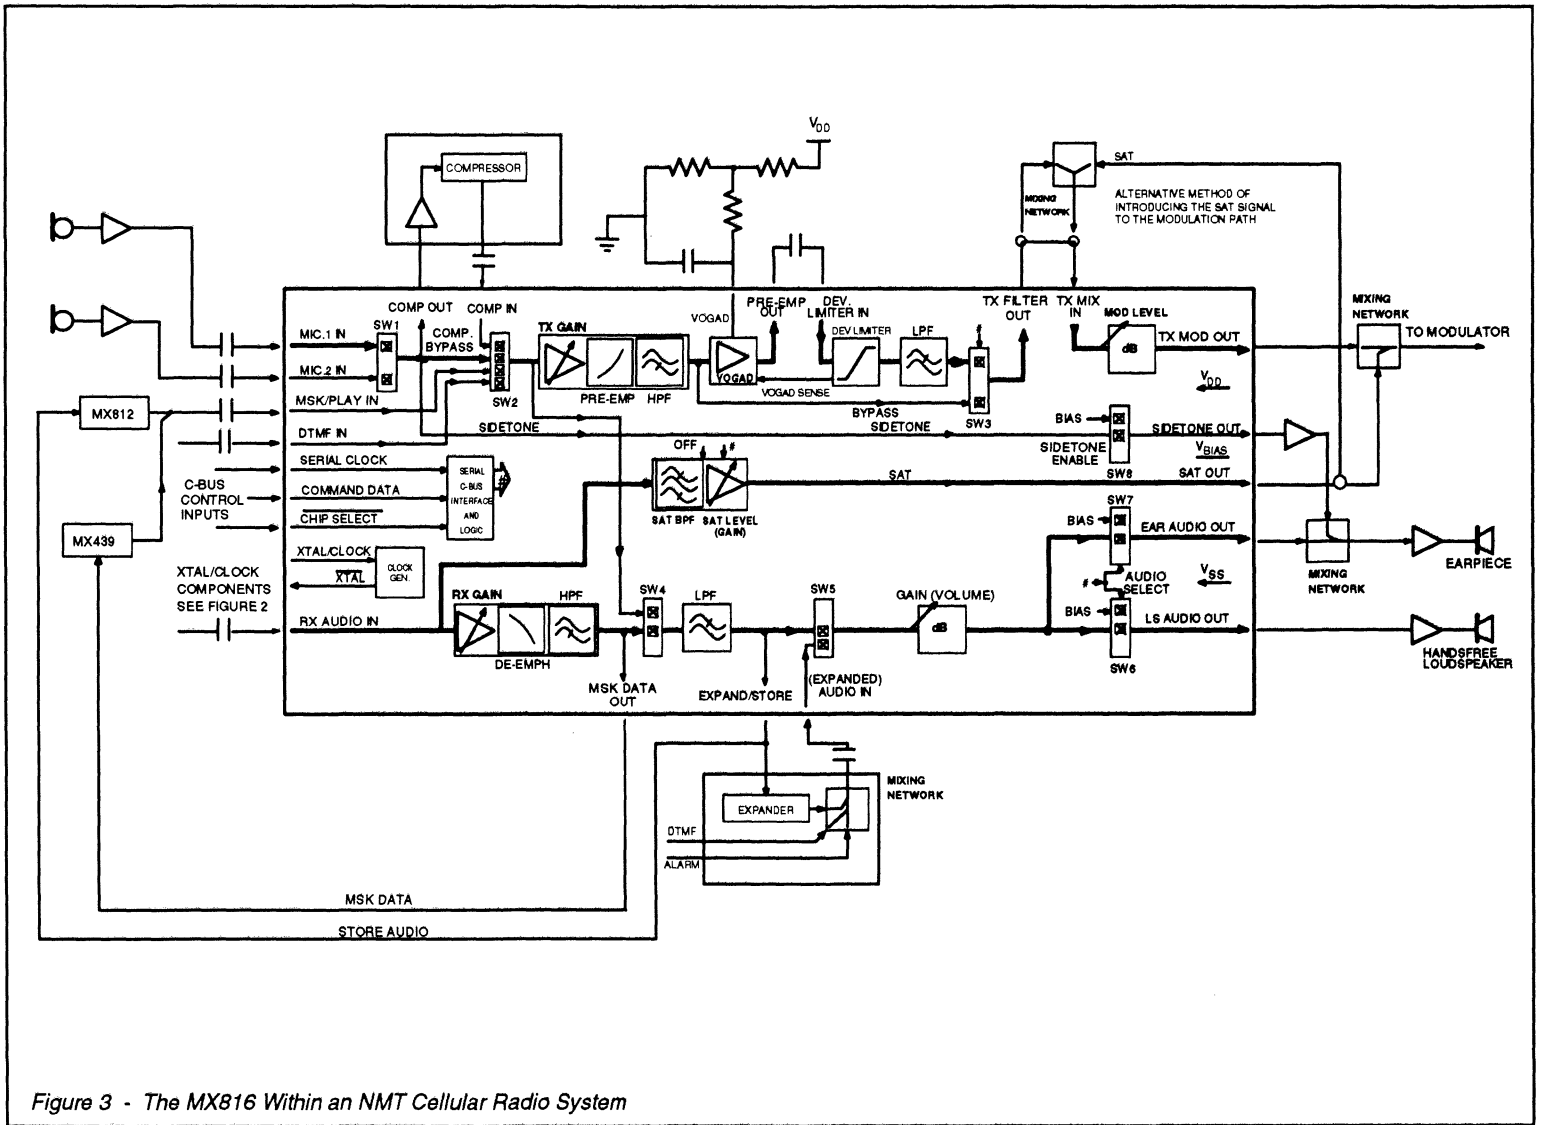 V_DD
COMPRESSOR
SAT
MIXING
NETWORK
ALTERNATIVE METHOD OF
INTRODUCING THE SAT SIGNAL
TO THE MODULATION PATH
COMP OUT
COMP IN
VOGAD
PRE-EMP
OUT
DEV.
LIMITER IN
TX FILTER
OUT
TX MIX
IN
MOD LEVEL
MIXING
NETWORK
TO MODULATOR
MIC.1 IN
SW1
COMP.
BYPASS
TX GAIN
DEV LIMITER
LPF
#
dB
TX MOD OUT
MIC.2 IN
SW2
PRE-EMP
HPF
VOGAD
VOGAD SENSE
BYPASS
SW3
V_DD
MX812
MSK/PLAY IN
DTMF IN
SIDETONE
SIDETONE
BIAS
SIDETONE
ENABLE
SW8
SIDETONE OUT
V_BIAS
OFF
#
SERIAL CLOCK
C-BUS
CONTROL
INPUTS
COMMAND DATA
CHIP SELECT
SERIAL
C-BUS
INTERFACE
AND
LOGIC
#
SAT BPF
SAT LEVEL
(GAIN)
SAT
SAT OUT
SW7
BIAS
EAR AUDIO OUT
MX439
XTAL/CLOCK
XTAL
CLOCK
GEN.
XTAL/CLOCK
COMPONENTS
SEE FIGURE 2
#
AUDIO
SELECT
V_SS
MIXING
NETWORK
EARPIECE
RX AUDIO IN
RX GAIN
HPF
DE-EMPH
SW4
LPF
SW5
GAIN (VOLUME)
dB
BIAS
SW6
LS AUDIO OUT
HANDSFREE
LOUDSPEAKER
MSK DATA
OUT
EXPAND/STORE
(EXPANDED)
AUDIO IN
MIXING
NETWORK
EXPANDER
DTMF
ALARM
MSK DATA
STORE AUDIO
Figure 3 - The MX816 Within an NMT Cellular Radio System